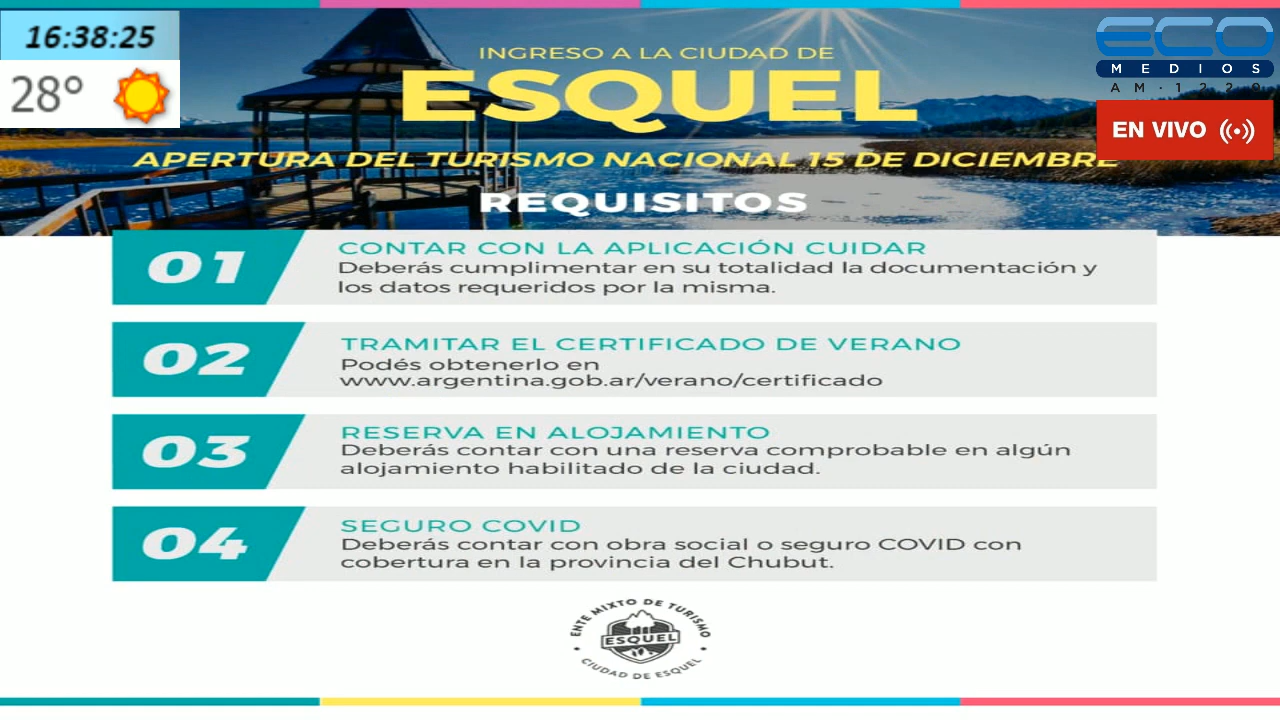 16:38:25
28°
INGRESO A LA CIUDAD DE
ESQUEL
APERTURA DEL TURISMO NACIONAL 15 DE DICIEMBRE
REQUISITOS
ECO
MEDIOS
AM·1220
EN VIVO
01
CONTAR CON LA APLICACIÓN CUIDAR
Deberás cumplimentar en su totalidad la documentación y
los datos requeridos por la misma.
02
TRAMITAR EL CERTIFICADO DE VERANO
Podés obtenerlo en
www.argentina.gob.ar/verano/certificado
03
RESERVA EN ALOJAMIENTO
Deberás contar con una reserva comprobable en algún
alojamiento habilitado de la ciudad.
04
SEGURO COVID
Deberás contar con obra social o seguro COVID con
cobertura en la provincia del Chubut.
ENTE MIXTO DE TURISMO
ESQUEL
CIUDAD DE ESQUEL